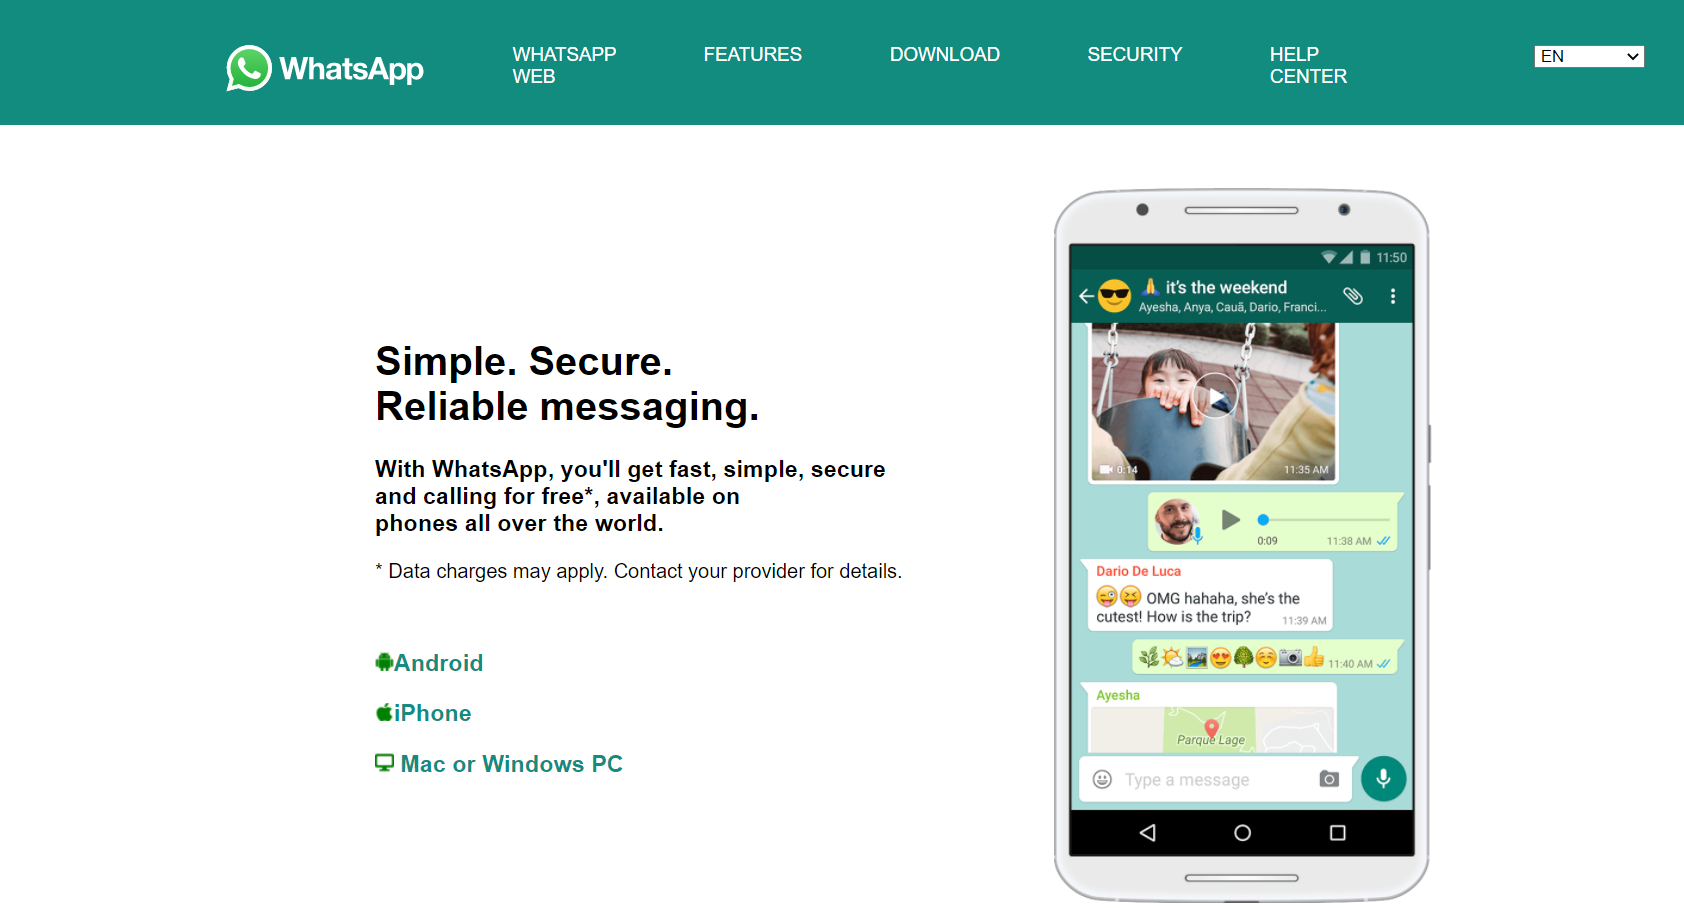 WhatsApp
WHATSAPP
WEB
FEATURES
DOWNLOAD
SECURITY
HELP
CENTER
EN
Simple. Secure.
Reliable messaging.
With WhatsApp, you'll get fast, simple, secure
and calling for free*, available on
phones all over the world.
* Data charges may apply. Contact your provider for details.
Android
iPhone
Mac or Windows PC
11:50
🙏 it's the weekend
Ayesha, Anya, Cauã, Dario, Franci...
0:14 11:35 AM
0:09 11:38 AM
Dario De Luca
😜😝 OMG hahaha, she's the
cutest! How is the trip? 11:39 AM
🌿🌤🏞😍🌳☺️📷👍 11:40 AM
Ayesha
Parque Lage
Type a message